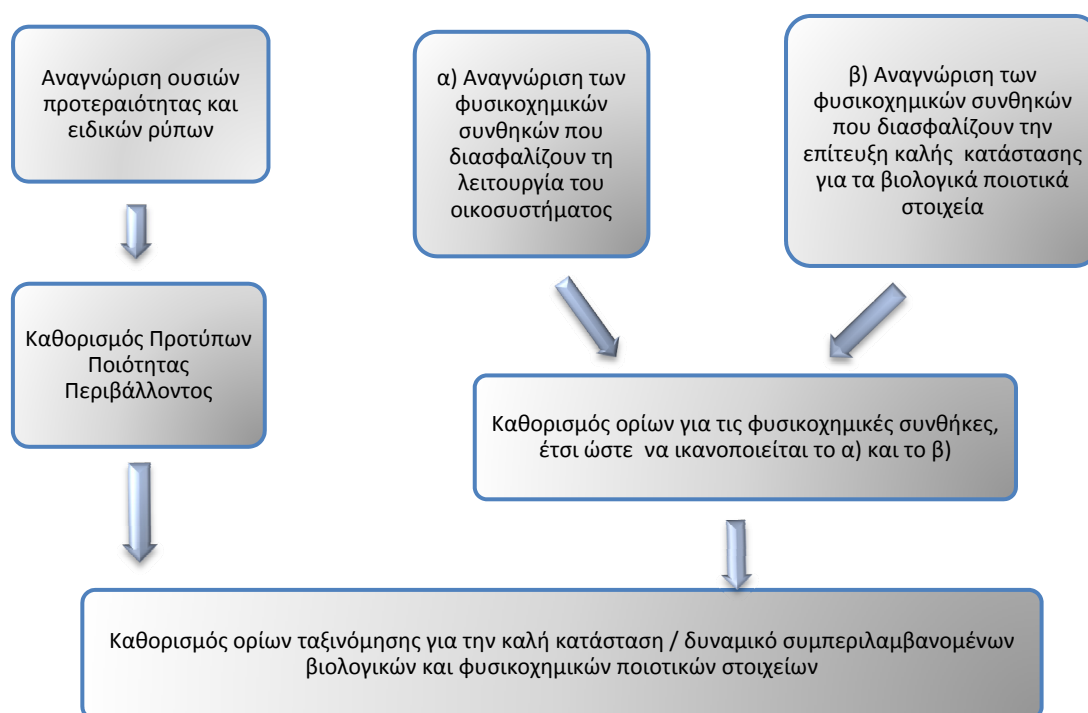 Αναγνώριση ουσιών
προτεραιότητας και
ειδικών ρύπων
α) Αναγνώριση των
φυσικοχημικών
συνθηκών που
διασφαλίζουν τη
λειτουργία του
οικοσυστήματος
β) Αναγνώριση των
φυσικοχημικών συνθηκών
που διασφαλίζουν την
επίτευξη καλής κατάστασης
για τα βιολογικά ποιοτικά
στοιχεία
Καθορισμός Προτύπων
Ποιότητας
Περιβάλλοντος
Καθορισμός ορίων για τις φυσικοχημικές συνθήκες,
έτσι ώστε να ικανοποιείται το α) και το β)
Καθορισμός ορίων ταξινόμησης για την καλή κατάσταση / δυναμικό συμπεριλαμβανομένων
βιολογικών και φυσικοχημικών ποιοτικών στοιχείων